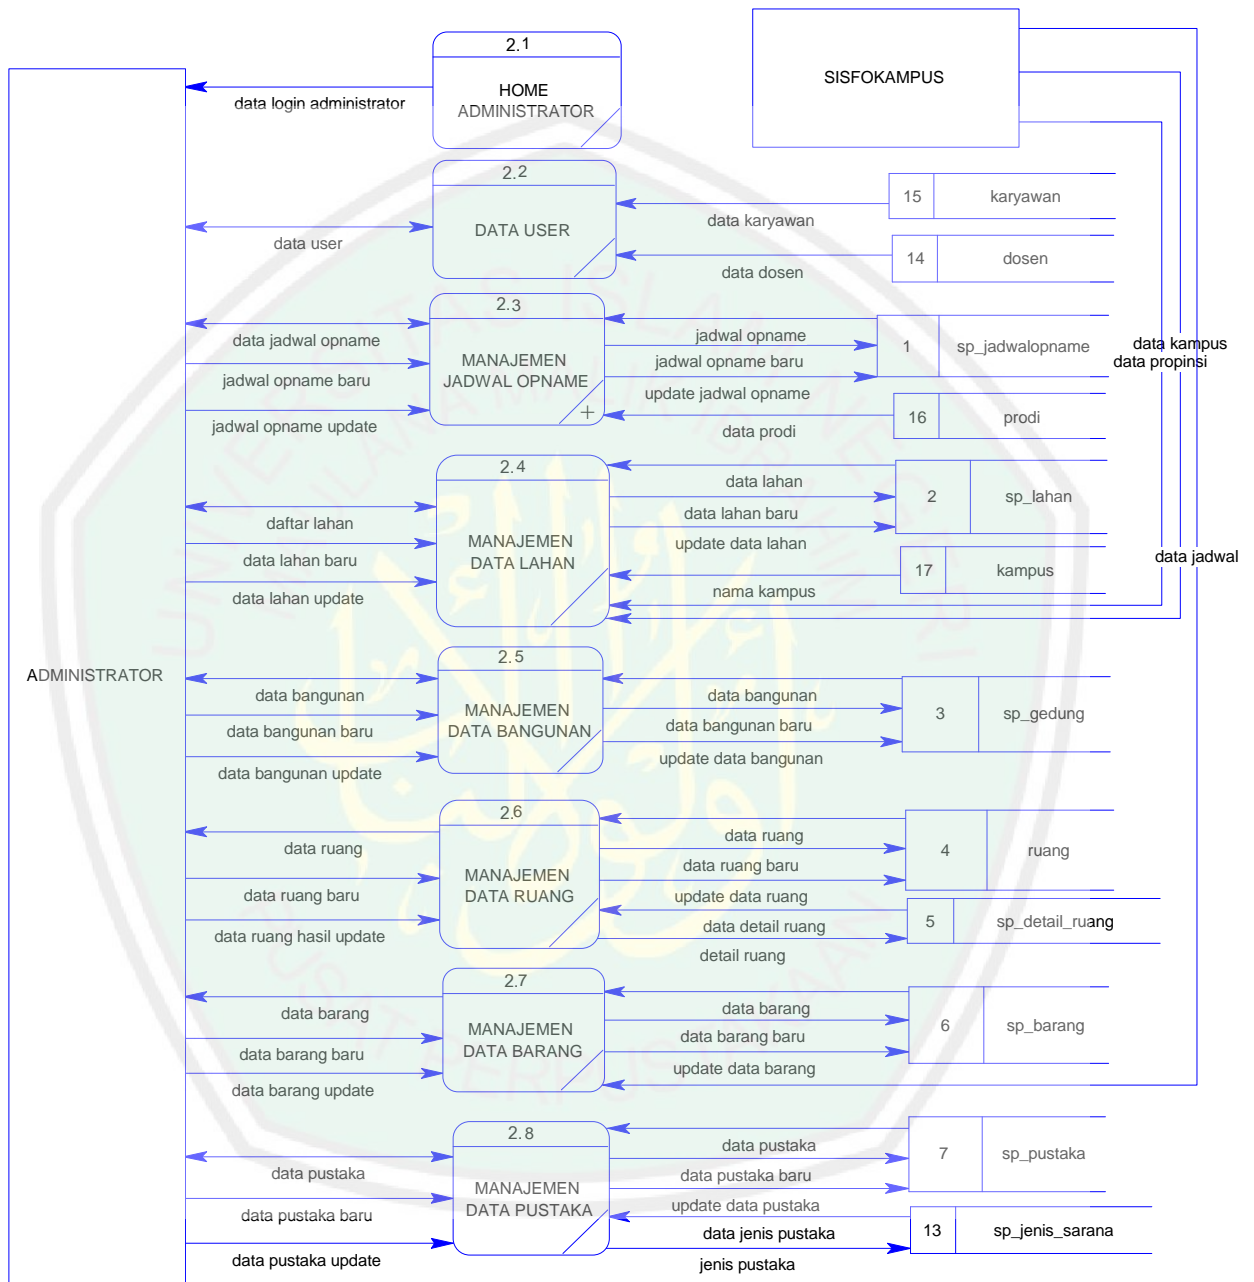 2.1
HOME
ADMINISTRATOR
data login administrator
SISFOKAMPUS
2.2
DATA USER
data user
data karyawan
15
karyawan
data dosen
14
dosen
2.3
MANAJEMEN
JADWAL OPNAME
+
data jadwal opname
jadwal opname baru
jadwal opname update
jadwal opname
jadwal opname baru
update jadwal opname
data prodi
1
sp_jadwalopname
16
prodi
data kampus
data propinsi
2.4
MANAJEMEN
DATA LAHAN
daftar lahan
data lahan baru
data lahan update
data lahan
data lahan baru
update data lahan
nama kampus
2
sp_lahan
17
kampus
data jadwal
ADMINISTRATOR
2.5
MANAJEMEN
DATA BANGUNAN
data bangunan
data bangunan baru
data bangunan update
data bangunan
data bangunan baru
update data bangunan
3
sp_gedung
2.6
MANAJEMEN
DATA RUANG
data ruang
data ruang baru
data ruang hasil update
data ruang
data ruang baru
update data ruang
data detail ruang
detail ruang
4
ruang
5
sp_detail_ruang
2.7
MANAJEMEN
DATA BARANG
data barang
data barang baru
data barang update
data barang
data barang baru
update data barang
6
sp_barang
2.8
MANAJEMEN
DATA PUSTAKA
data pustaka
data pustaka baru
data pustaka update
data pustaka
data pustaka baru
update data pustaka
data jenis pustaka
jenis pustaka
7
sp_pustaka
13
sp_jenis_sarana
UNIVERSITAS ISLAM NEGERI
MAULANA MALIK IBRAHIM
PUSAT PERPUSTAKAAN